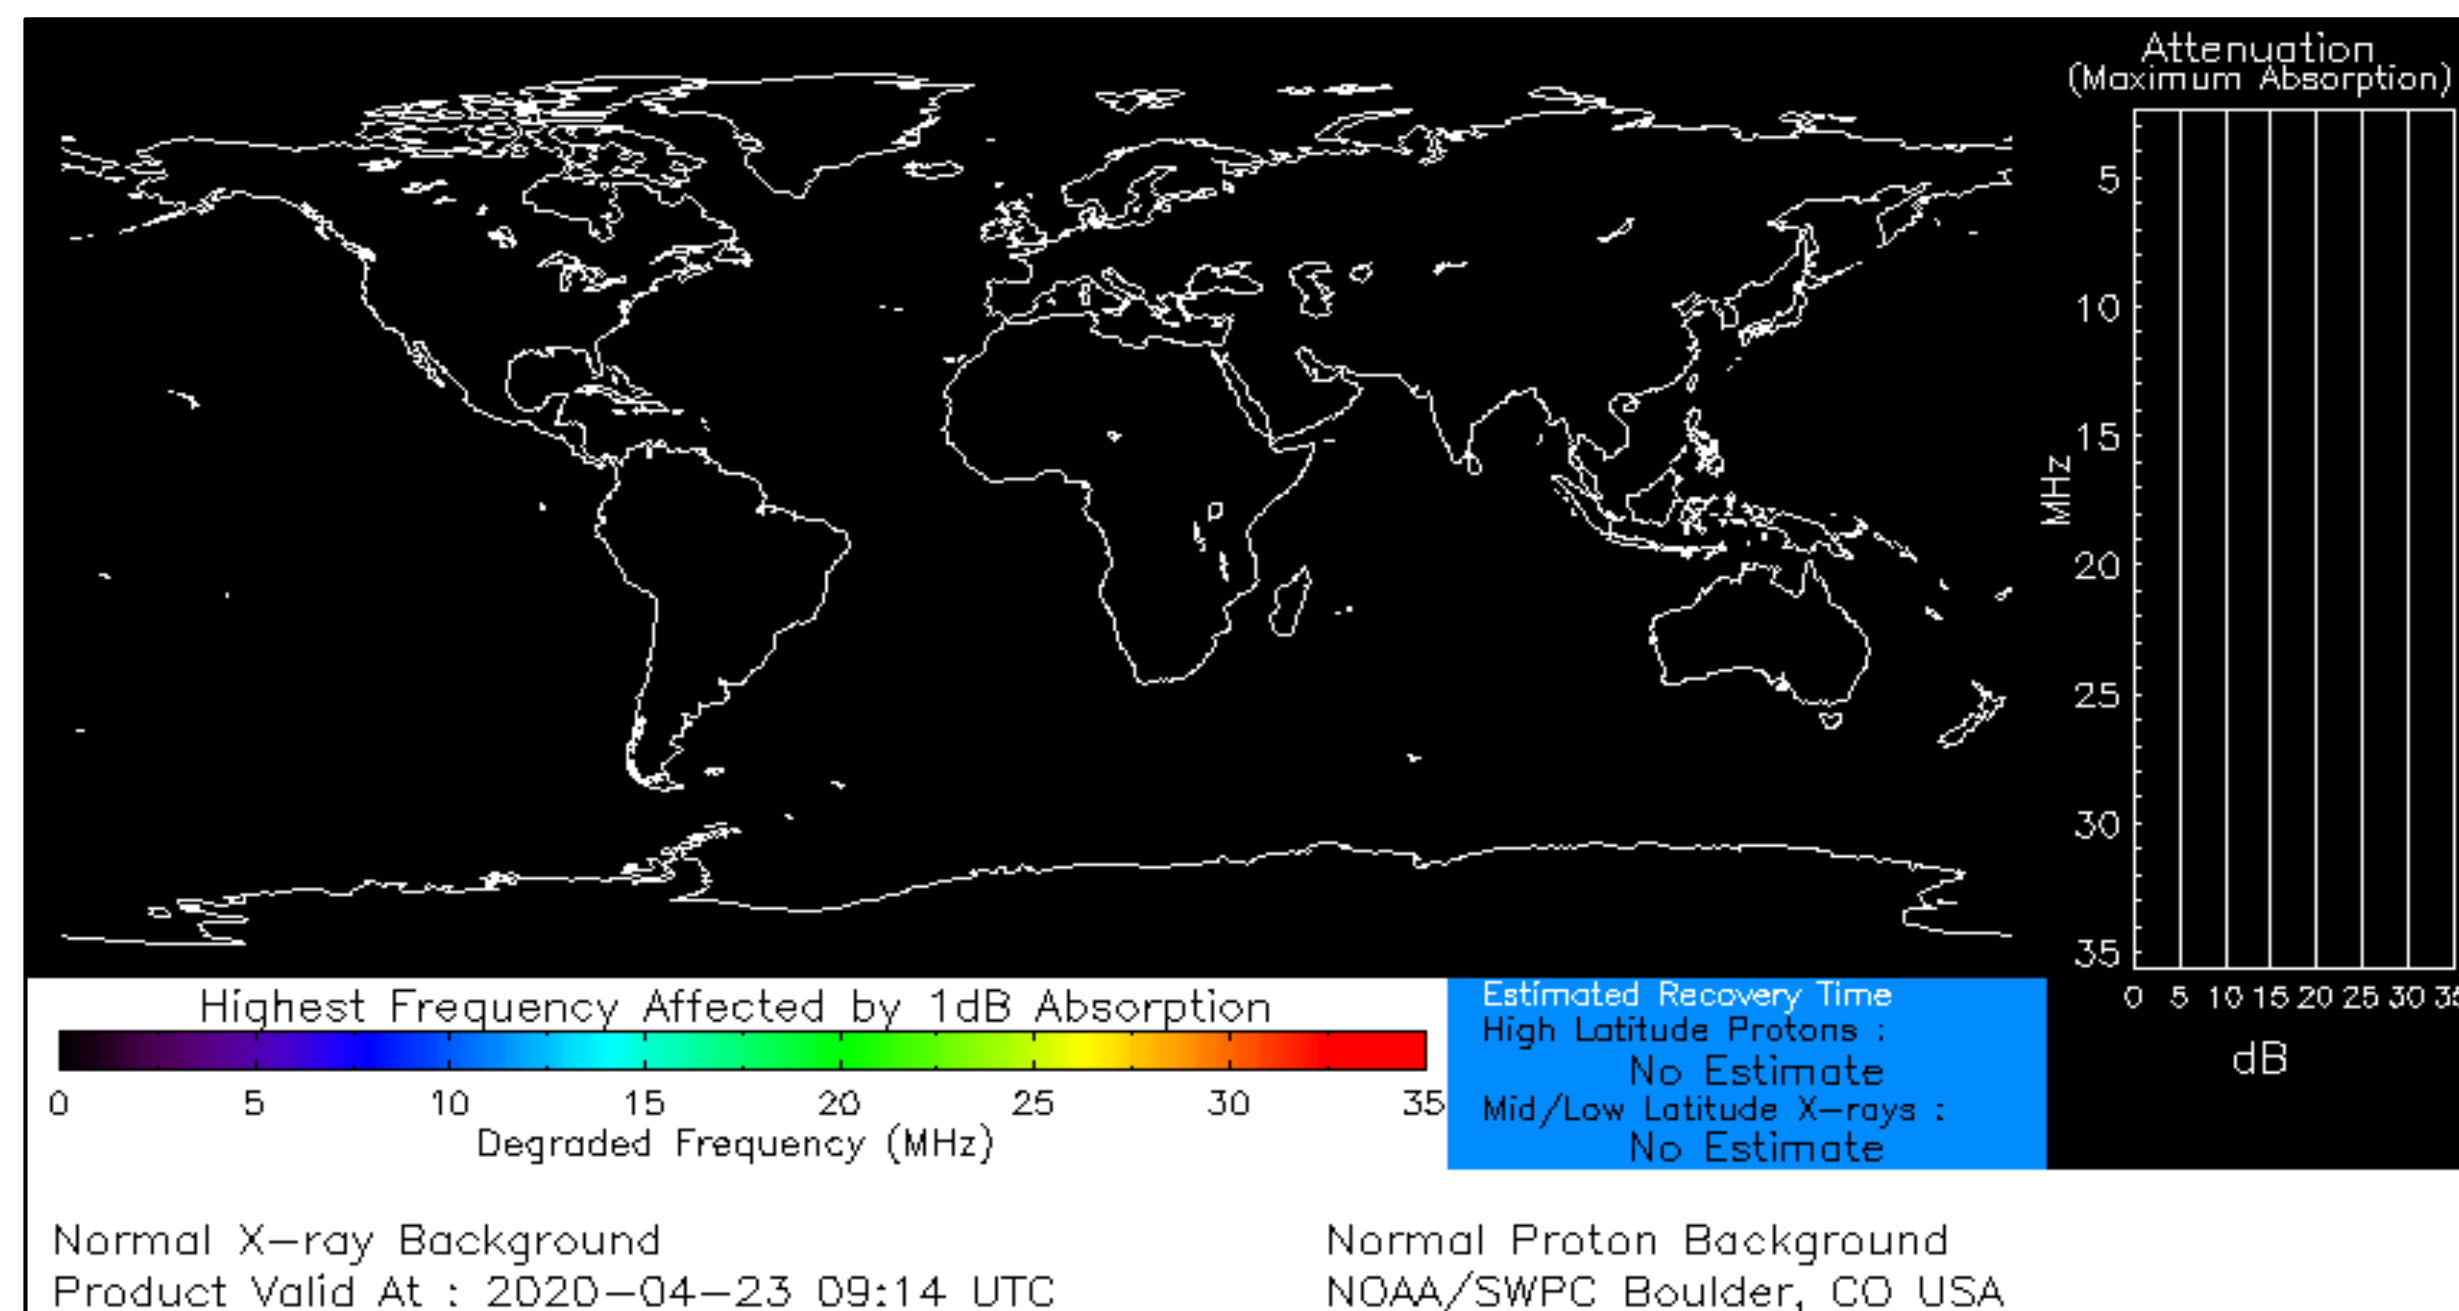 Attenuation
(Maximum Absorption)
5
10
15
20
25
30
35
MHz
0 5 10 15 20 25 30
dB
Highest Frequency Affected by 1dB Absorption
0 5 10 15 20 25 30 35
Degraded Frequency (MHz)
Estimated Recovery Time
High Latitude Protons :
No Estimate
Mid/Low Latitude X-rays :
No Estimate
Normal X-ray Background
Normal Proton Background
Product Valid At : 2020-04-23 09:14 UTC
NOAA/SWPC Boulder, CO USA